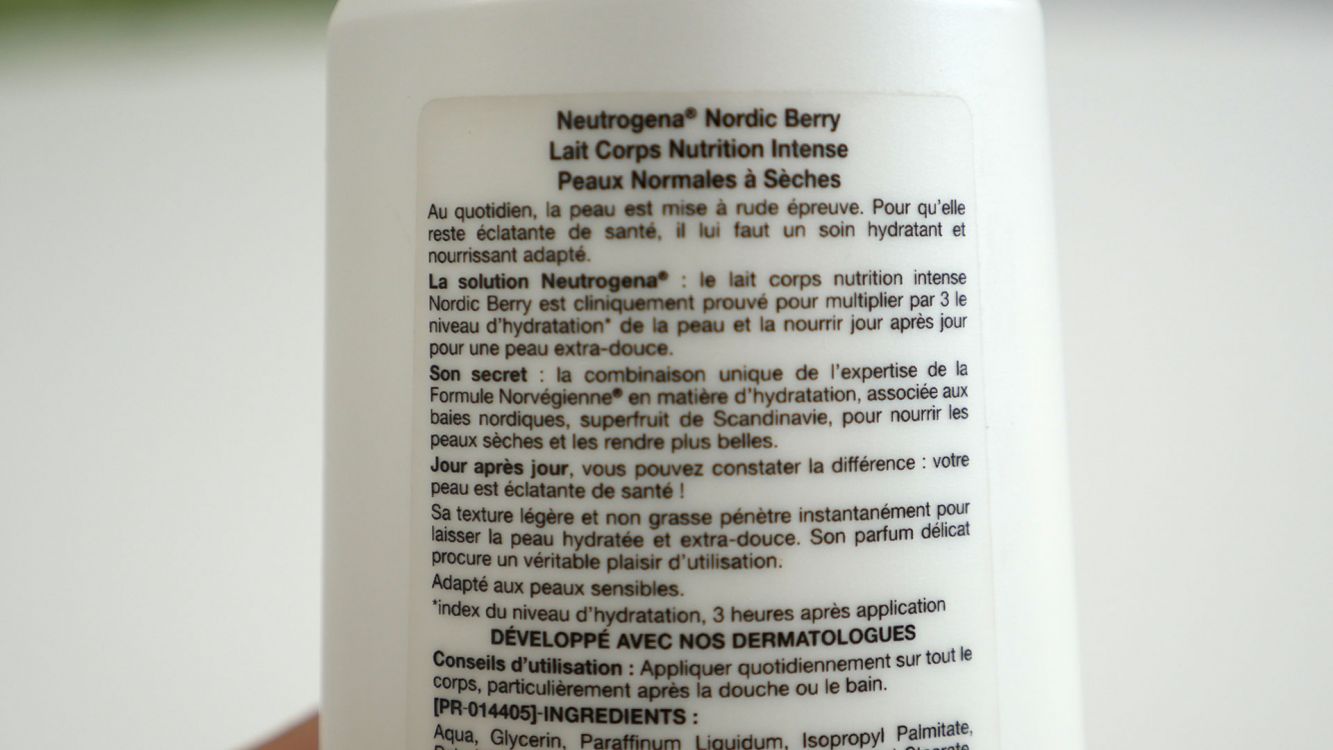 Neutrogena® Nordic Berry
Lait Corps Nutrition Intense
Peaux Normales à Sèches
Au quotidien, la peau est mise à rude épreuve. Pour qu'elle
reste éclatante de santé, il lui faut un soin hydratant et
nourrissant adapté.
La solution Neutrogena® : le lait corps nutrition intense
Nordic Berry est cliniquement prouvé pour multiplier par 3 le
niveau d'hydratation* de la peau et la nourrir jour après jour
pour une peau extra-douce.
Son secret : la combinaison unique de l'expertise de la
Formule Norvégienne® en matière d'hydratation, associée aux
baies nordiques, superfruit de Scandinavie, pour nourrir les
peaux sèches et les rendre plus belles.
Jour après jour, vous pouvez constater la différence : votre
peau est éclatante de santé !
Sa texture légère et non grasse pénètre instantanément pour
laisser la peau hydratée et extra-douce. Son parfum délicat
procure un véritable plaisir d'utilisation.
Adapté aux peaux sensibles.
*index du niveau d'hydratation, 3 heures après application
DÉVELOPPÉ AVEC NOS DERMATOLOGUES
Conseils d'utilisation : Appliquer quotidiennement sur tout le
corps, particulièrement après la douche ou le bain.
[PR-014405]-INGREDIENTS :
Aqua, Glycerin, Paraffinum Liquidum, Isopropyl Palmitate,